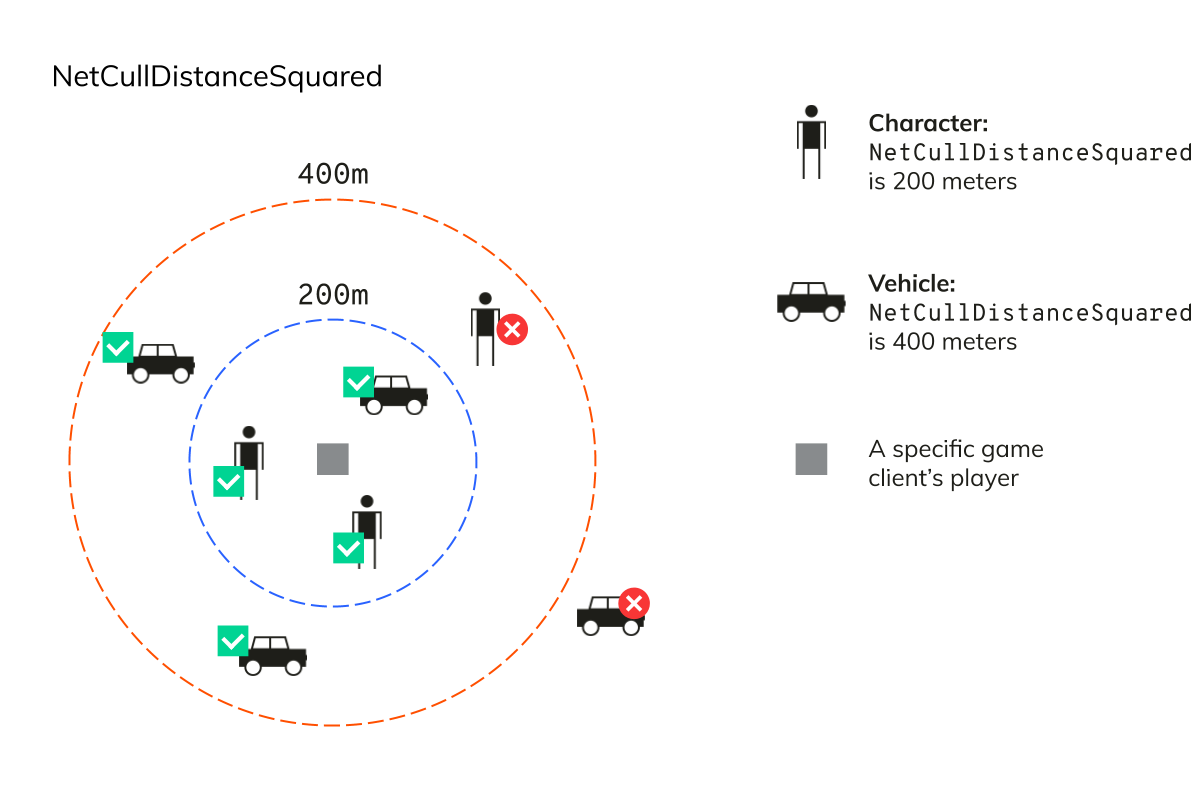 NetCullDistanceSquared
400m
200m
Character:
NetCullDistanceSquared
is 200 meters
Vehicle:
NetCullDistanceSquared
is 400 meters
A specific game
client’s player